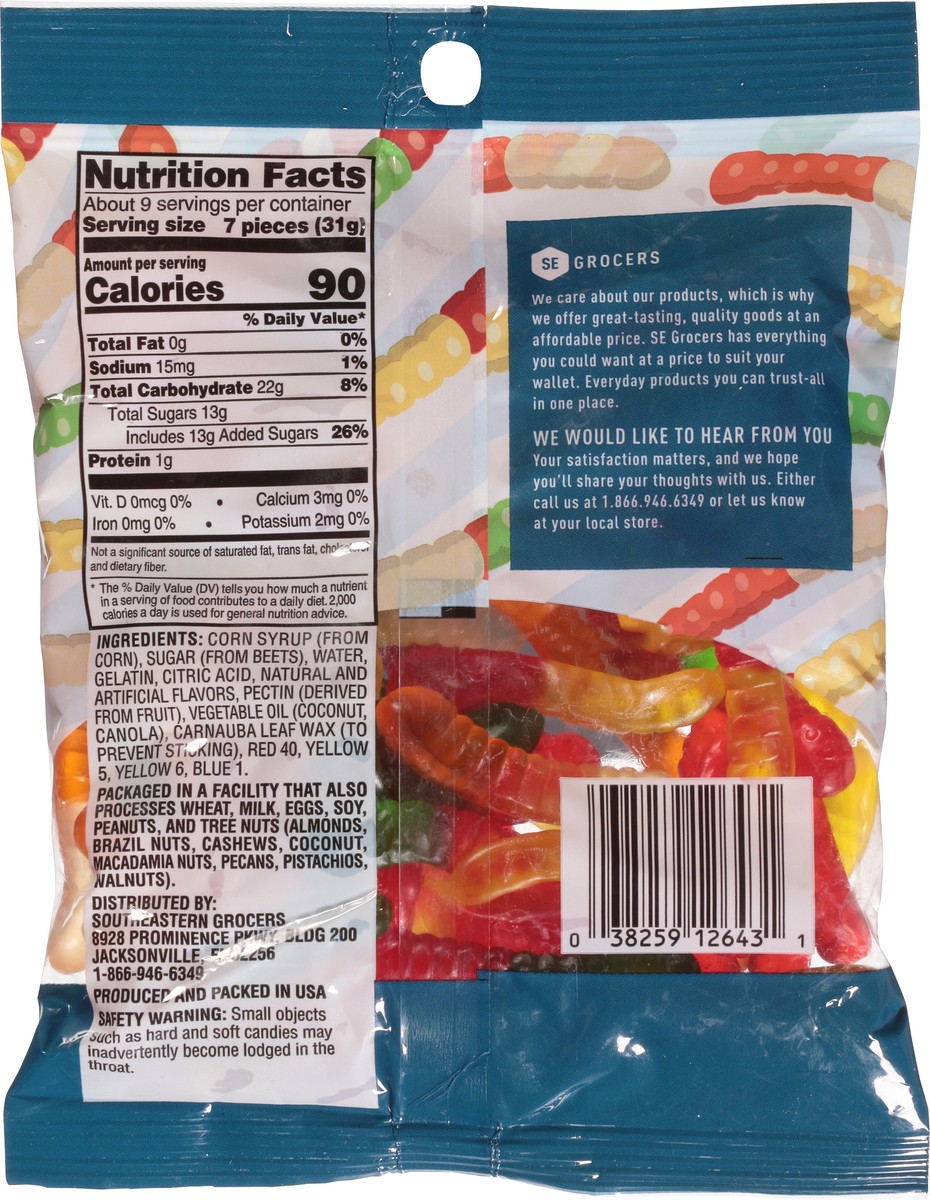 Nutrition Facts
About 9 servings per container
Serving size 7 pieces (31g)
Amount per serving
Calories 90
% Daily Value*
Total Fat 0g 0%
Sodium 15mg 1%
Total Carbohydrate 22g 8%
Total Sugars 13g
Includes 13g Added Sugars 26%
Protein 1g
Vit. D 0mcg 0% • Calcium 3mg 0%
Iron 0mg 0% • Potassium 2mg 0%
Not a significant source of saturated fat, trans fat, cholesterol
and dietary fiber.
* The % Daily Value (DV) tells you how much a nutrient
in a serving of food contributes to a daily diet. 2,000
calories a day is used for general nutrition advice.
INGREDIENTS: CORN SYRUP (FROM
CORN), SUGAR (FROM BEETS), WATER,
GELATIN, CITRIC ACID, NATURAL AND
ARTIFICIAL FLAVORS, PECTIN (DERIVED
FROM FRUIT), VEGETABLE OIL (COCONUT,
CANOLA), CARNAUBA LEAF WAX (TO
PREVENT STICKING), RED 40, YELLOW
5, YELLOW 6, BLUE 1.
PACKAGED IN A FACILITY THAT ALSO
PROCESSES WHEAT, MILK, EGGS, SOY,
PEANUTS, AND TREE NUTS (ALMONDS,
BRAZIL NUTS, CASHEWS, COCONUT,
MACADAMIA NUTS, PECANS, PISTACHIOS,
WALNUTS).
DISTRIBUTED BY:
SOUTHEASTERN GROCERS
8928 PROMINENCE PKWY, BLDG 200
JACKSONVILLE, FL 32256
1-866-946-6349
PRODUCED AND PACKED IN USA
SAFETY WARNING: Small objects
such as hard and soft candies may
inadvertently become lodged in the
throat.
SE GROCERS
We care about our products, which is why
we offer great-tasting, quality goods at an
affordable price. SE Grocers has everything
you could want at a price to suit your
wallet. Everyday products you can trust-all
in one place.
WE WOULD LIKE TO HEAR FROM YOU
Your satisfaction matters, and we hope
you'll share your thoughts with us. Either
call us at 1.866.946.6349 or let us know
at your local store.
0 38259 12643 1